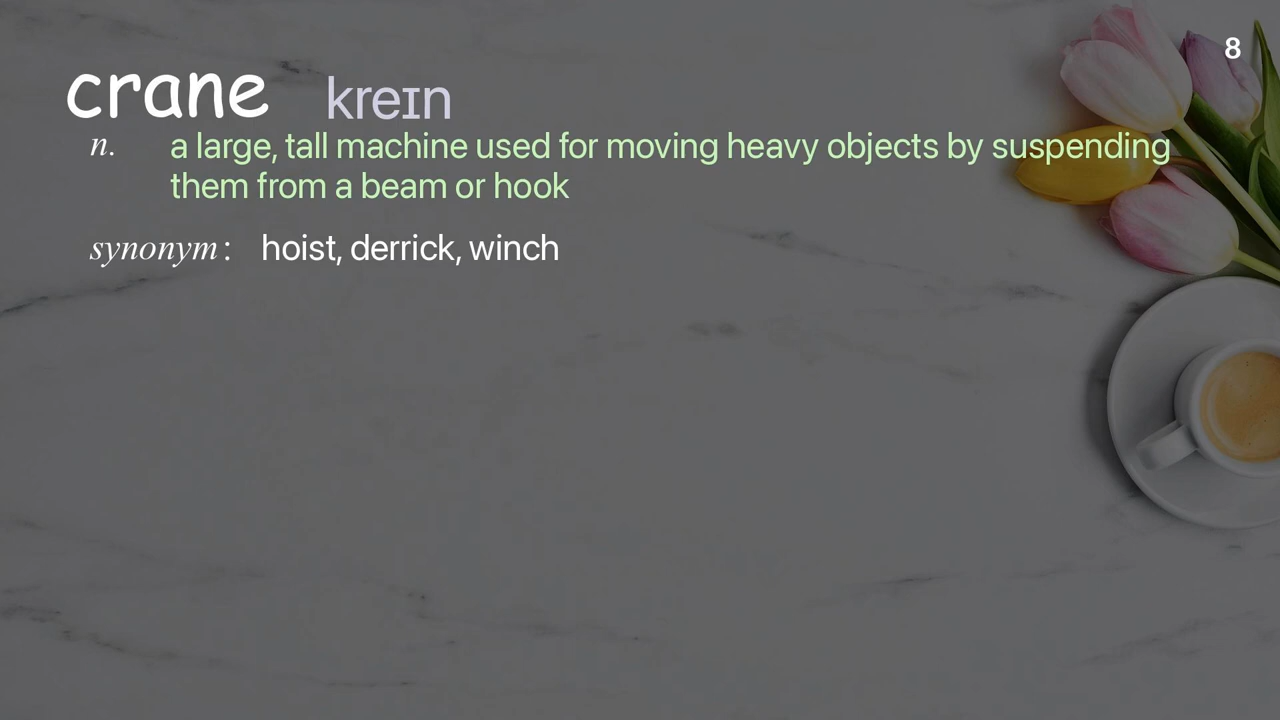 8
crane kreɪn
n. a large, tall machine used for moving heavy objects by suspending
them from a beam or hook
synonym : hoist, derrick, winch